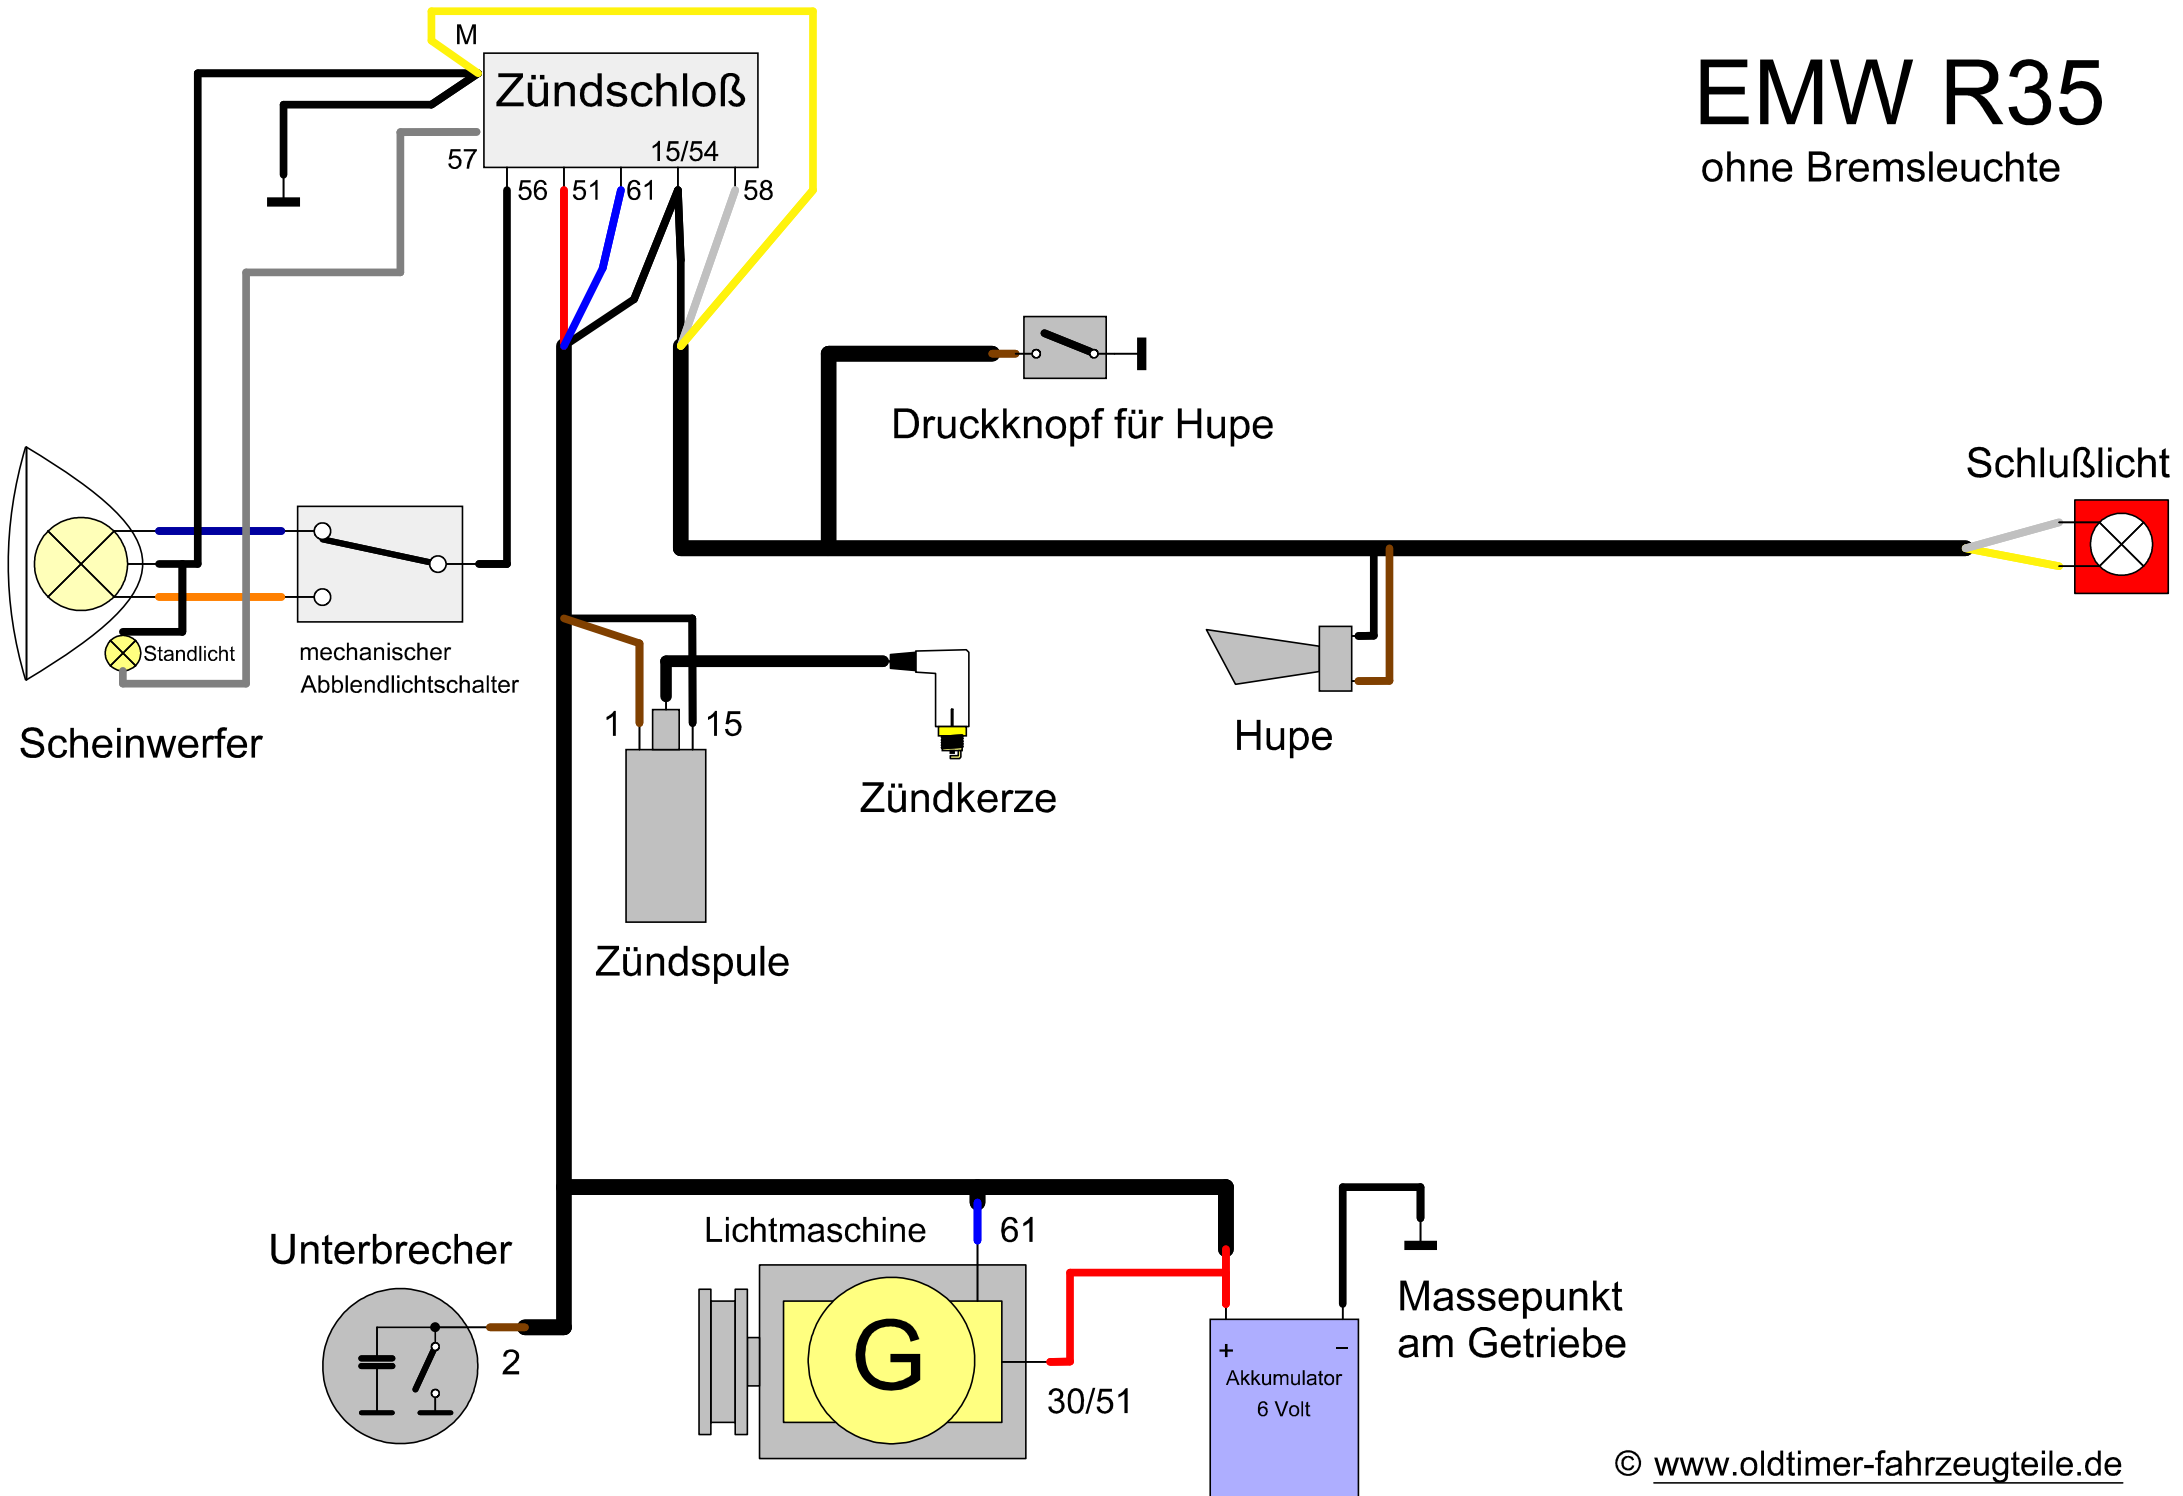 EMW R35
ohne Bremsleuchte
M
Zündschloß
15/54
57
56
51
61
58
Druckknopf für Hupe
Schlußlicht
Standlicht
mechanischer
Abblendlichtschalter
Scheinwerfer
1
15
Zündkerze
Hupe
Zündspule
Unterbrecher
2
Lichtmaschine
61
G
30/51
+
−
Akkumulator
6 Volt
Massepunkt
am Getriebe
© www.oldtimer-fahrzeugteile.de